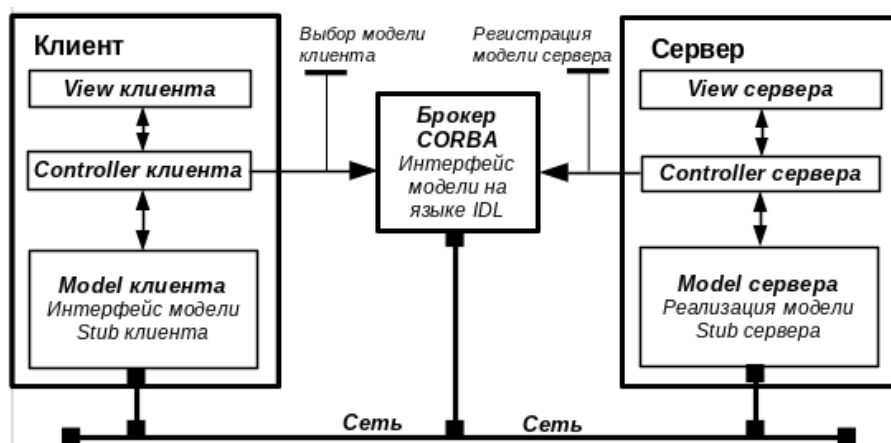 Клиент
View клиента
Controller клиента
Model клиента
Интерфейс модели
Stub клиента
Выбор модели
клиента
Брокер
CORBA
Интерфейс
модели на
языке IDL
Регистрация
модели сервера
Сервер
View сервера
Controller сервера
Model сервера
Реализация модели
Stub сервера
Сеть
Сеть